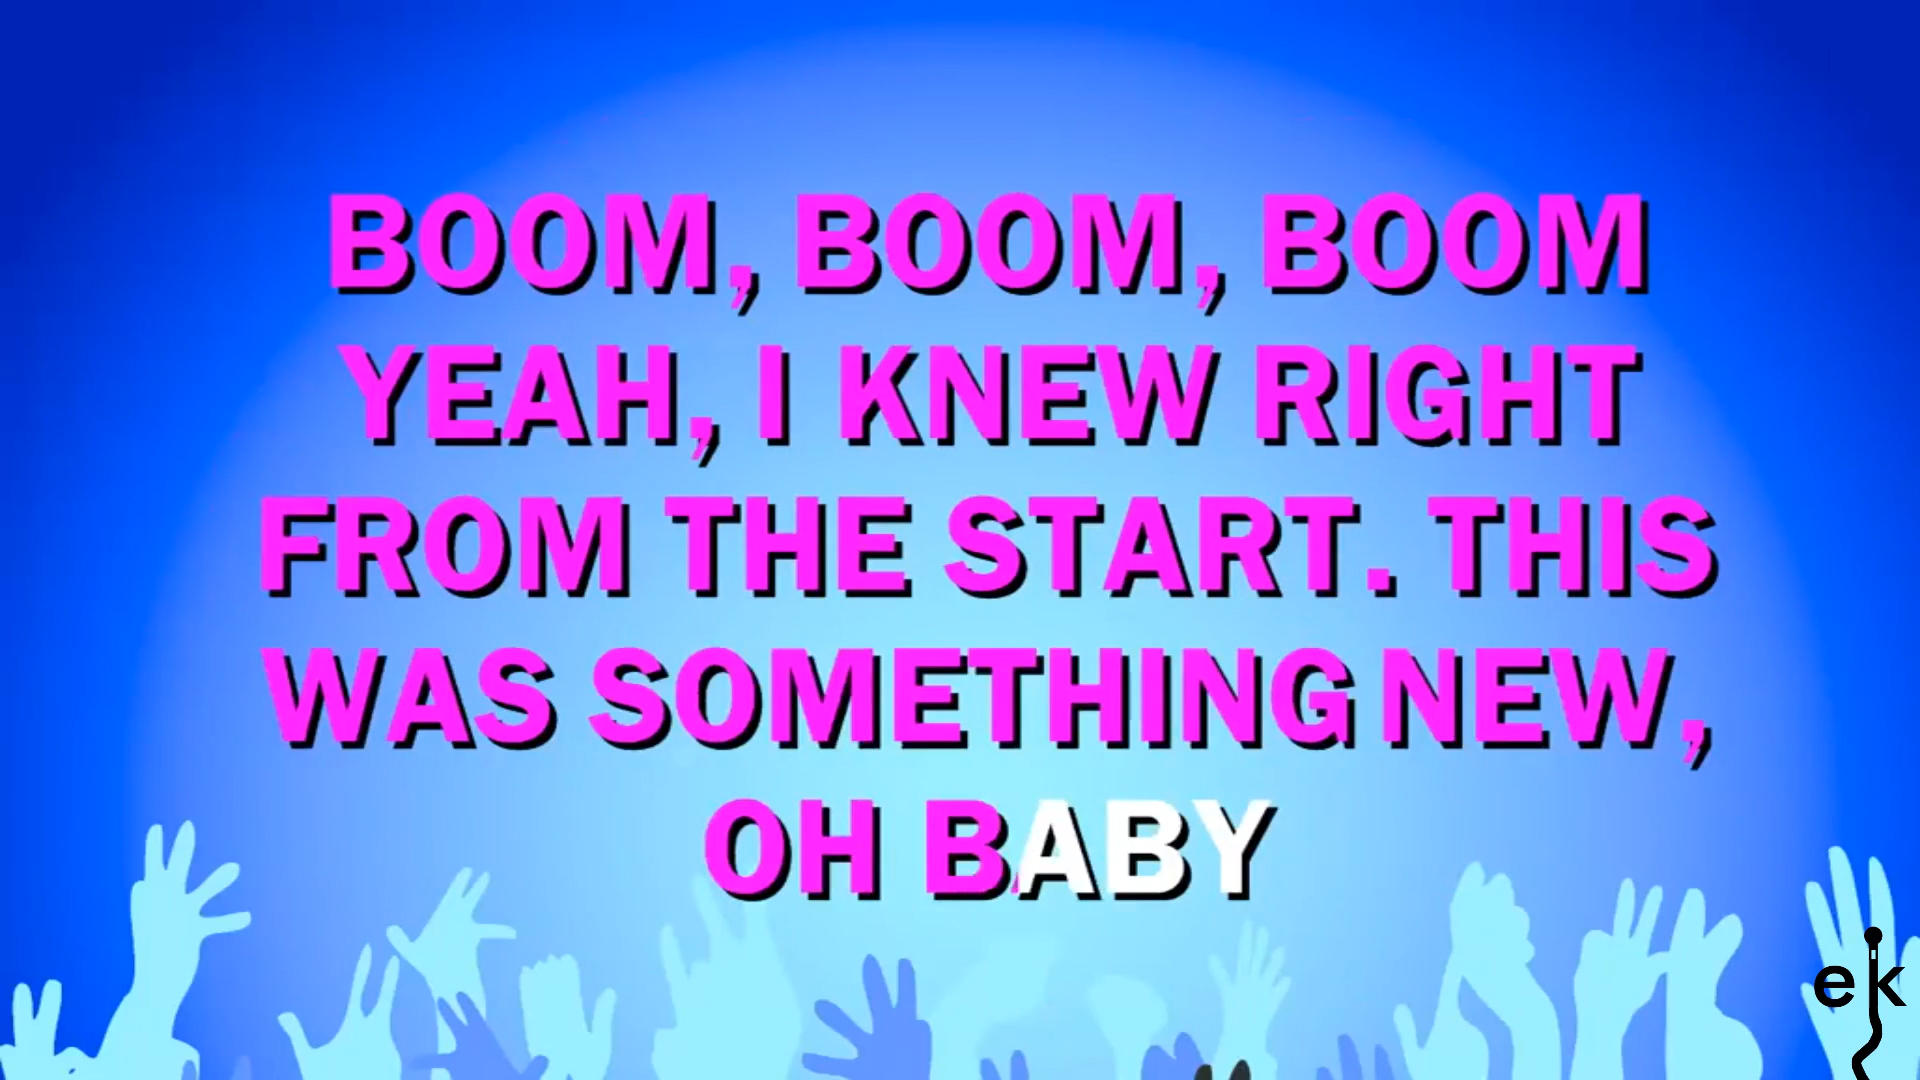 BOOM, BOOM, BOOM
YEAH, I KNEW RIGHT
FROM THE START. THIS
WAS SOMETHING NEW,
OH BABY
ek